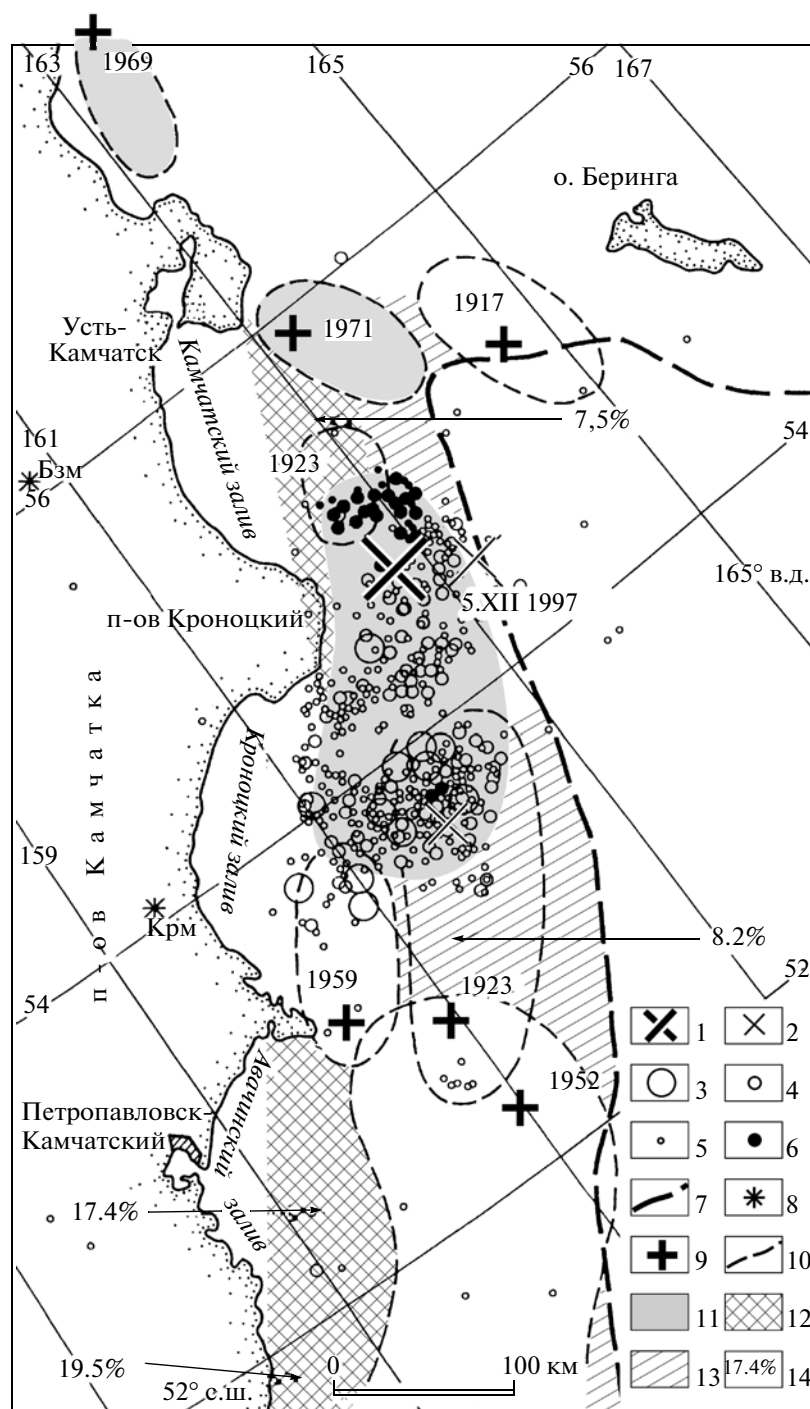 1969
163
165
56
167
о. Беринга
1971
1917
Усть-
Камчатск
Камчатский залив
7,5%
161
1923
54
Бзм
56
165° в.д.
5.XII 1997
п-ов Кроноцкий
п-ов Камчатка
Кроноцкий залив
159
Крм
8.2%
1959
1923
52
54
1 2
1952
3 4
Авачинский залив
Петропавловск-
Камчатский
5 6
17.4%
7 8
9 10
11 12
19.5%
0 100 км
52° с.ш.
13 17.4% 14